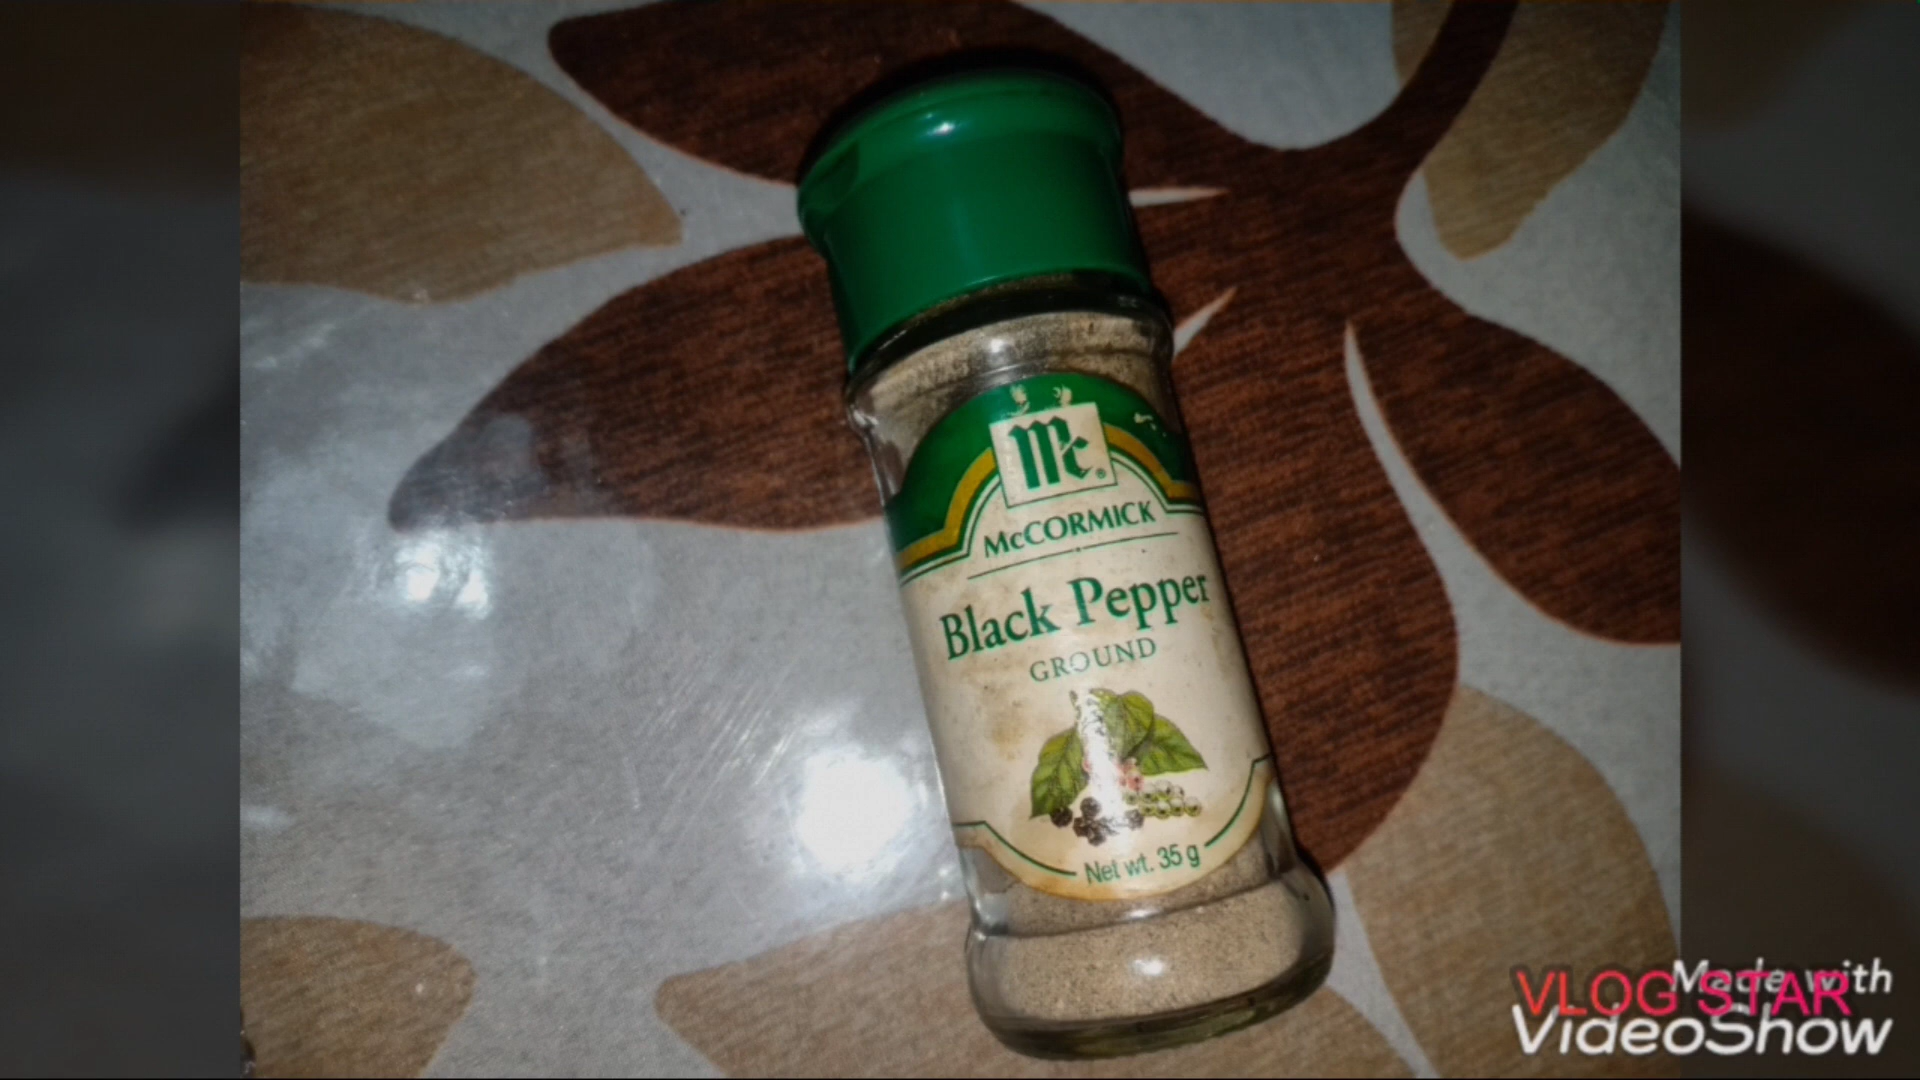 Mc
McCORMICK
Black Pepper
GROUND
Net wt. 35 g
Made with
VLOG STAR
VideoShow